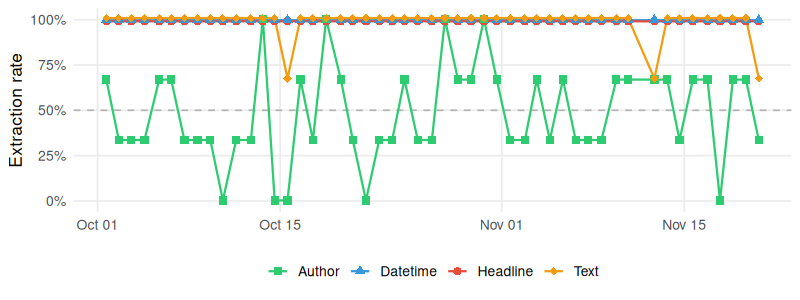 Extraction rate
100%
75%
50%
25%
0%
Oct 01 Oct 15 Nov 01 Nov 15
Author Datetime Headline Text